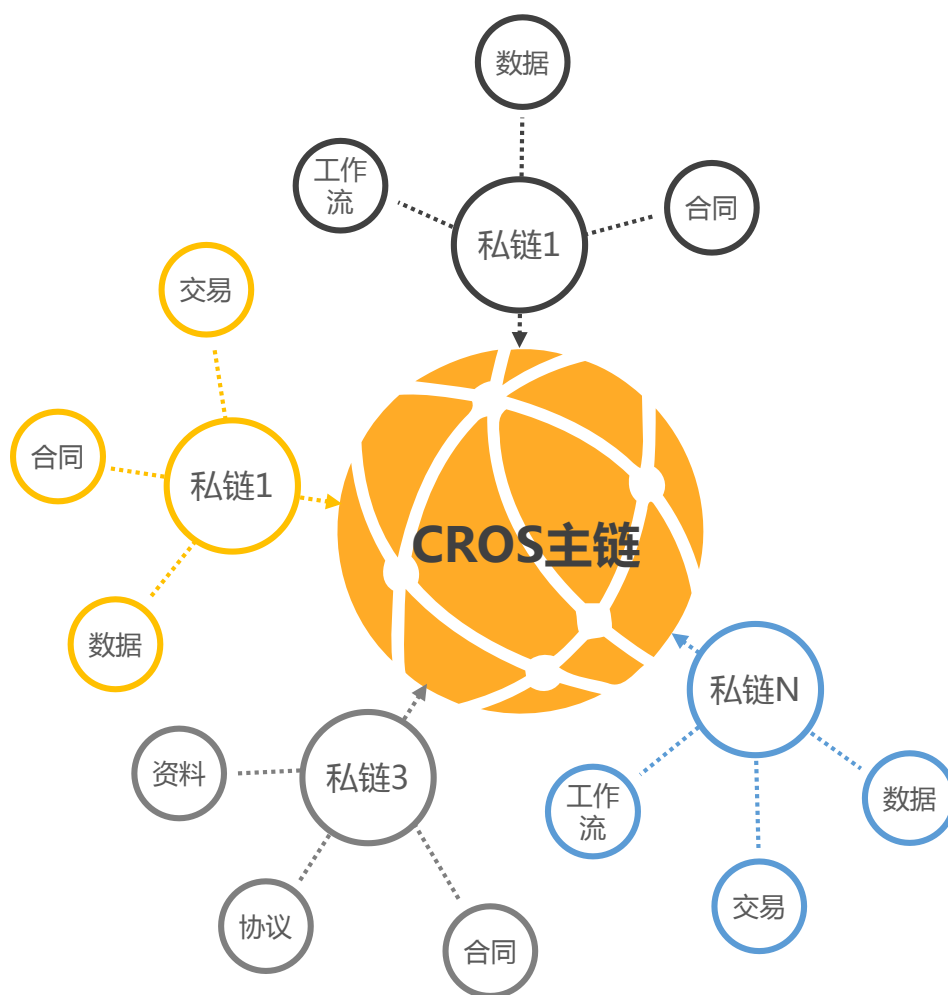 数据
工作
流
合同
私链1
交易
合同
私链1
数据
CROS主链
私链N
工作
流
数据
交易
资料
私链3
协议
合同